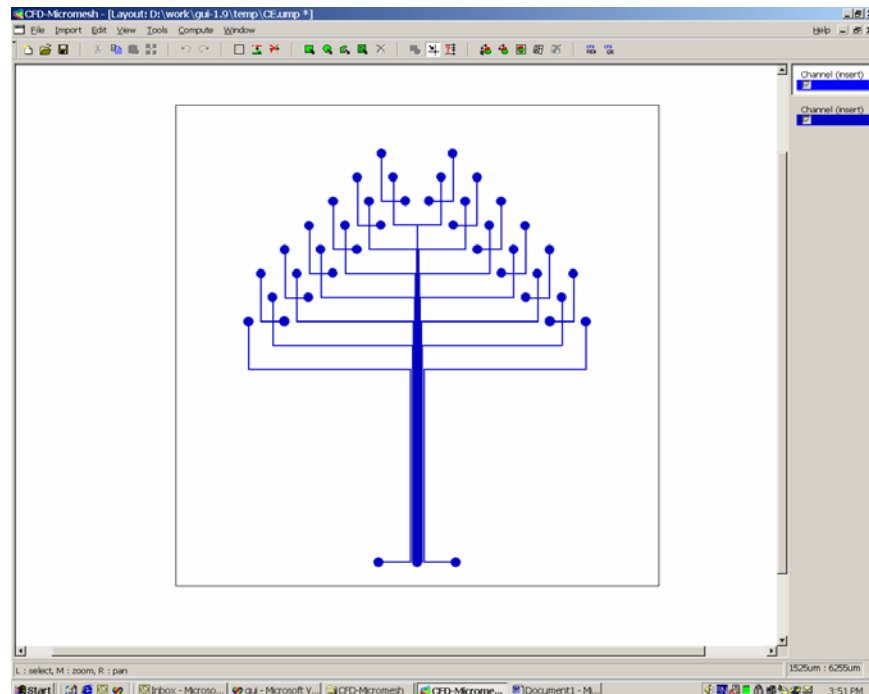 CFD-Micromesh - [Layout: D:\work\gui-1.9\temp\CE.ump *]
File Import Edit View Tools Compute Window Help
Channel (insert)
Channel (insert)
L : select, M : zoom, R : pan
1525um : 6255um
Start Inbox - Microso... gui - Microsoft V... CFD-Micromesh CFD-Microme... Document1 - Mi... 3:51 PM